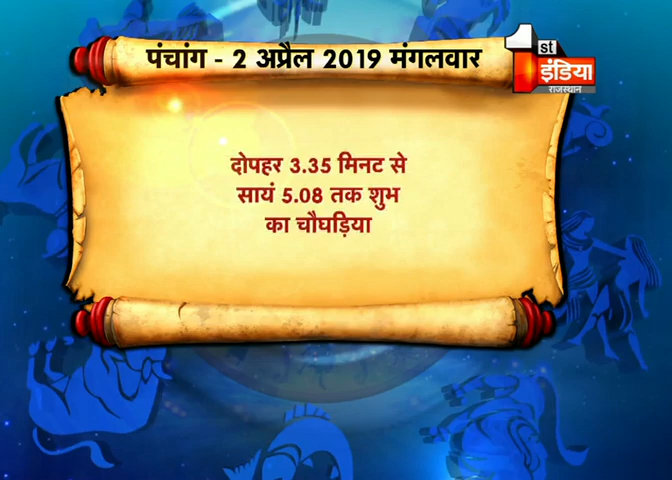 पंचांग - 2 अप्रैल 2019 मंगलवार
1st
इंडिया
राजस्थान
दोपहर 3.35 मिनट से
सायं 5.08 तक शुभ
का चौघड़िया